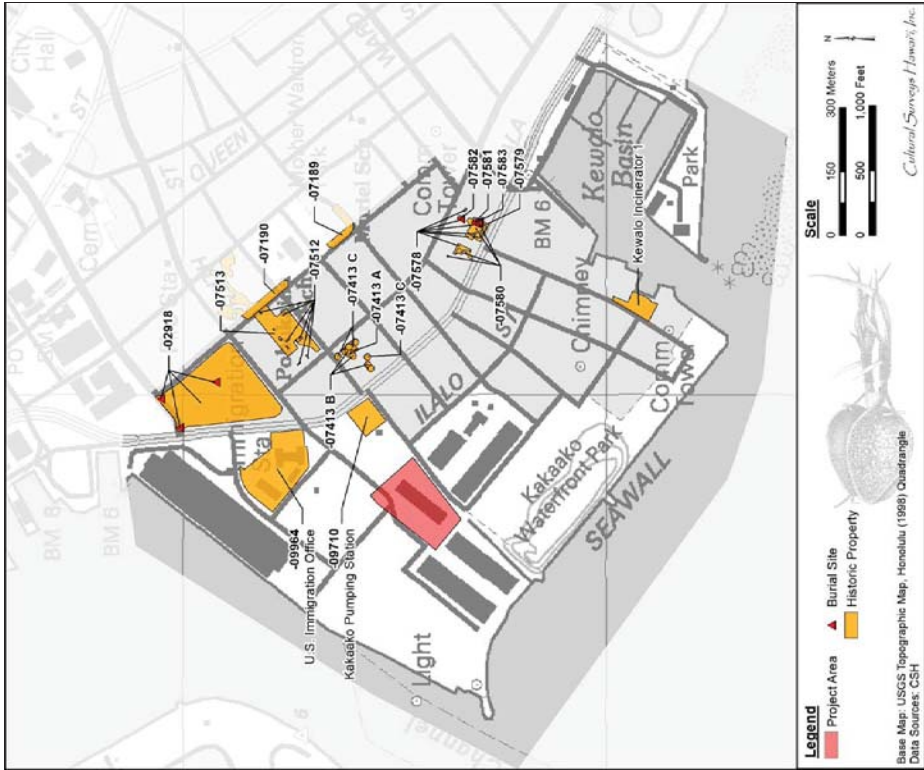 City
Hall
ST
QUEEN
ST
Cem
BM 8
BM 6
-02918
-07513
-07190
-07512
-07189
-07413 C
-07413 A
-07413 C
-07413 B
-07578
-07582
-07581
-07583
-07579
-07580
Comm
Tower
BM 6
Kewalo
Basin
Park
Kewalo Incinerator 1
Chimney
Comm
Tower
ILALO
ST
Kakaako
Waterfront Park
SEAWALL
Immigration
Sta
-09964
U.S. Immigration Office
-09710
Kakaako Pumping Station
Light
Channel
Legend
Project Area
Burial Site
Historic Property
Base Map: USGS Topographic Map, Honolulu (1998) Quadrangle
Data Sources: CSH
Scale
0 150 300 Meters
0 500 1,000 Feet
N
Cultural Surveys Hawai'i, Inc.